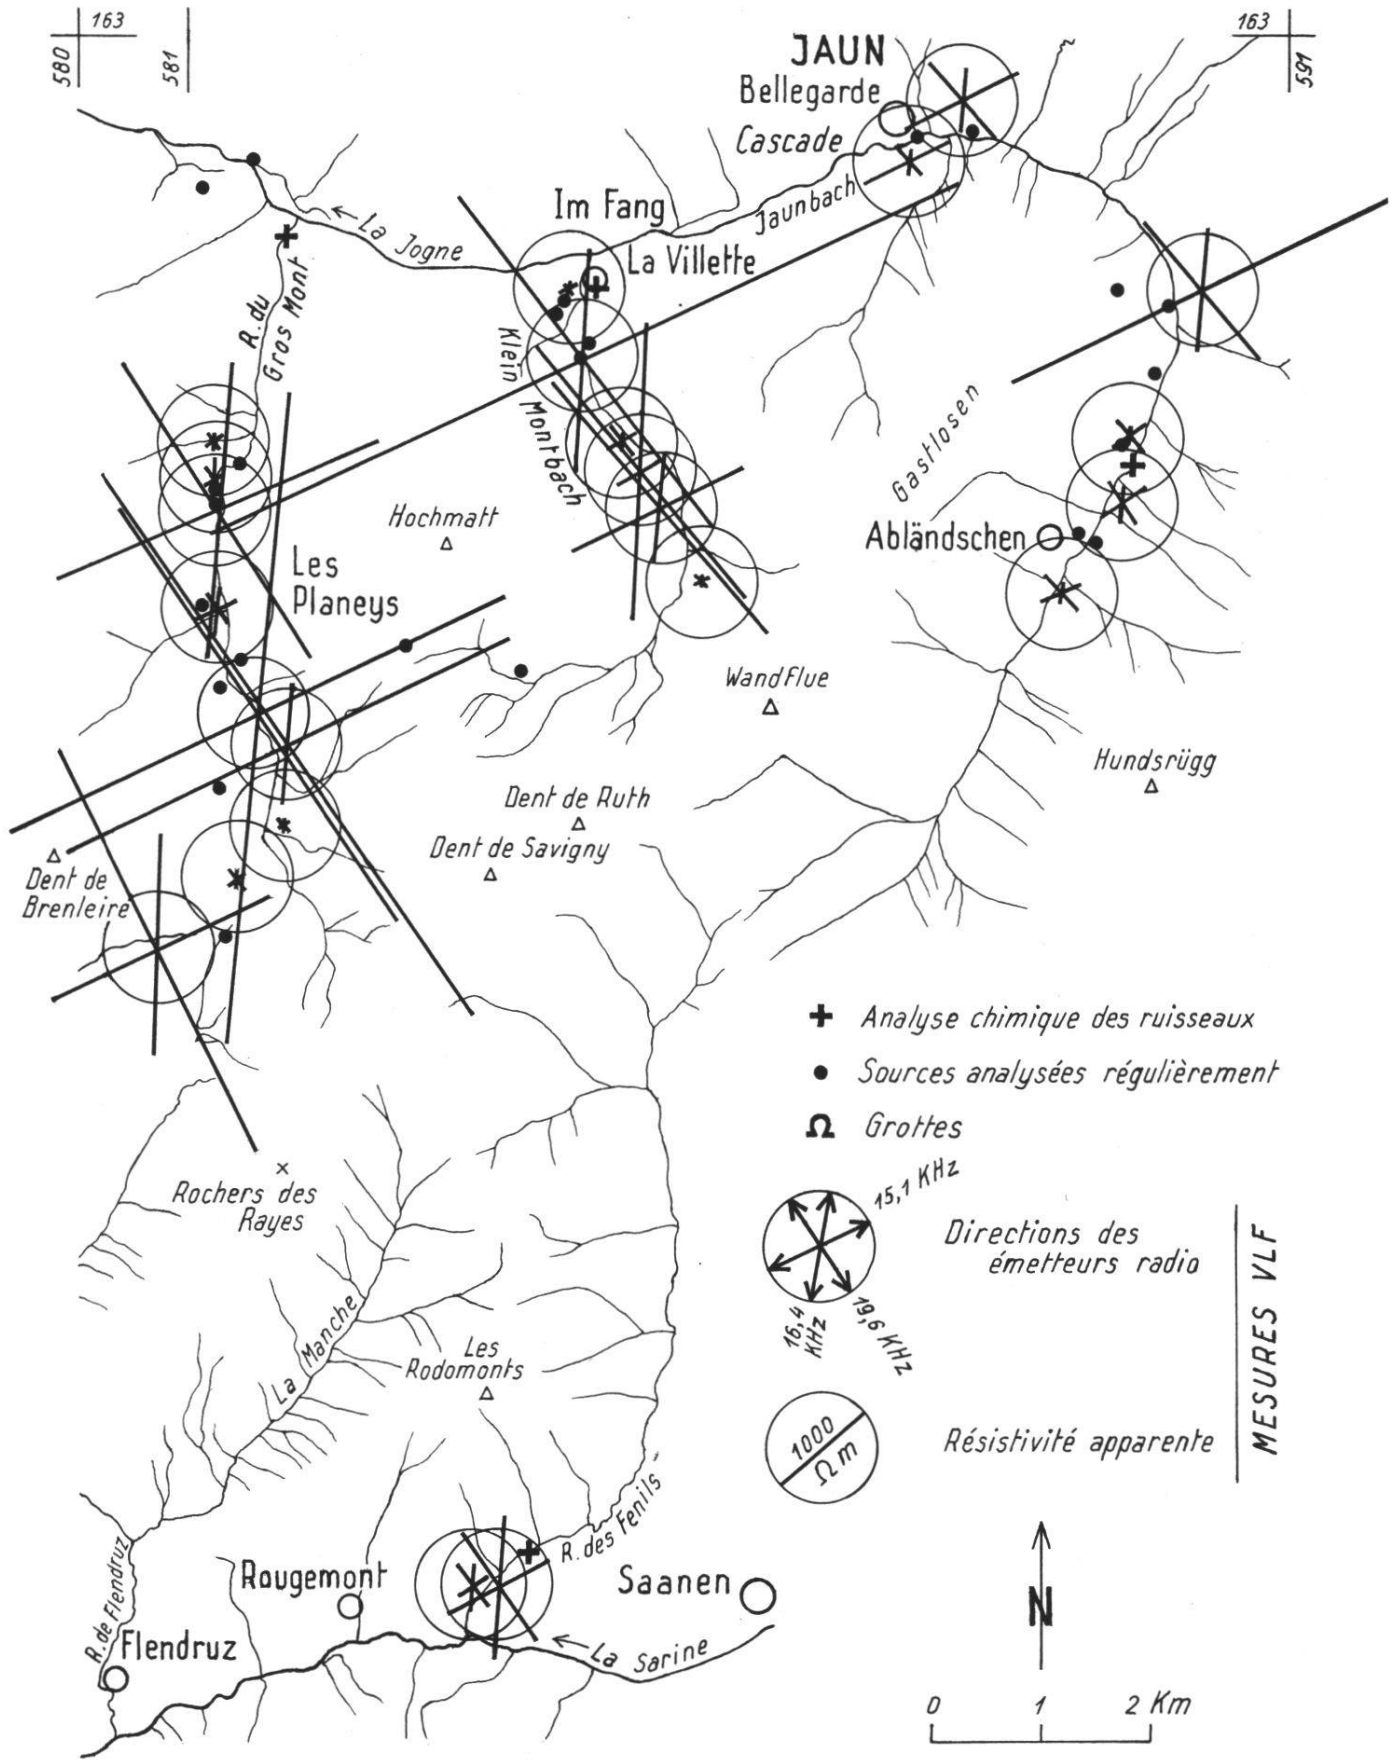 163
580
581
163
591
JAUN
Bellegarde
Cascade
Jaunbach
Im Fang
La Villette
← La Jogne
R. du
Gros Mont
Klein
Montbach
Gastlosen
Hochmatt
Abländschen
Les
Planeys
Wandflue
Hundsrügg
Dent de Ruth
Dent de Savigny
Dent de
Brenleire
+ Analyse chimique des ruisseaux
● Sources analysées régulièrement
Ω Grottes
Rochers des
Rayes
15,1 KHz
16,4
KHz
19,6 KHz
Directions des
émetteurs radio
MESURES VLF
1000
Ωm
Résistivité apparente
La Manche
Les
Rodomonts
R. des Fenils
Rougemont
Saanen
← La Sarine
R. de Flendruz
Flendruz
N
0 1 2 Km